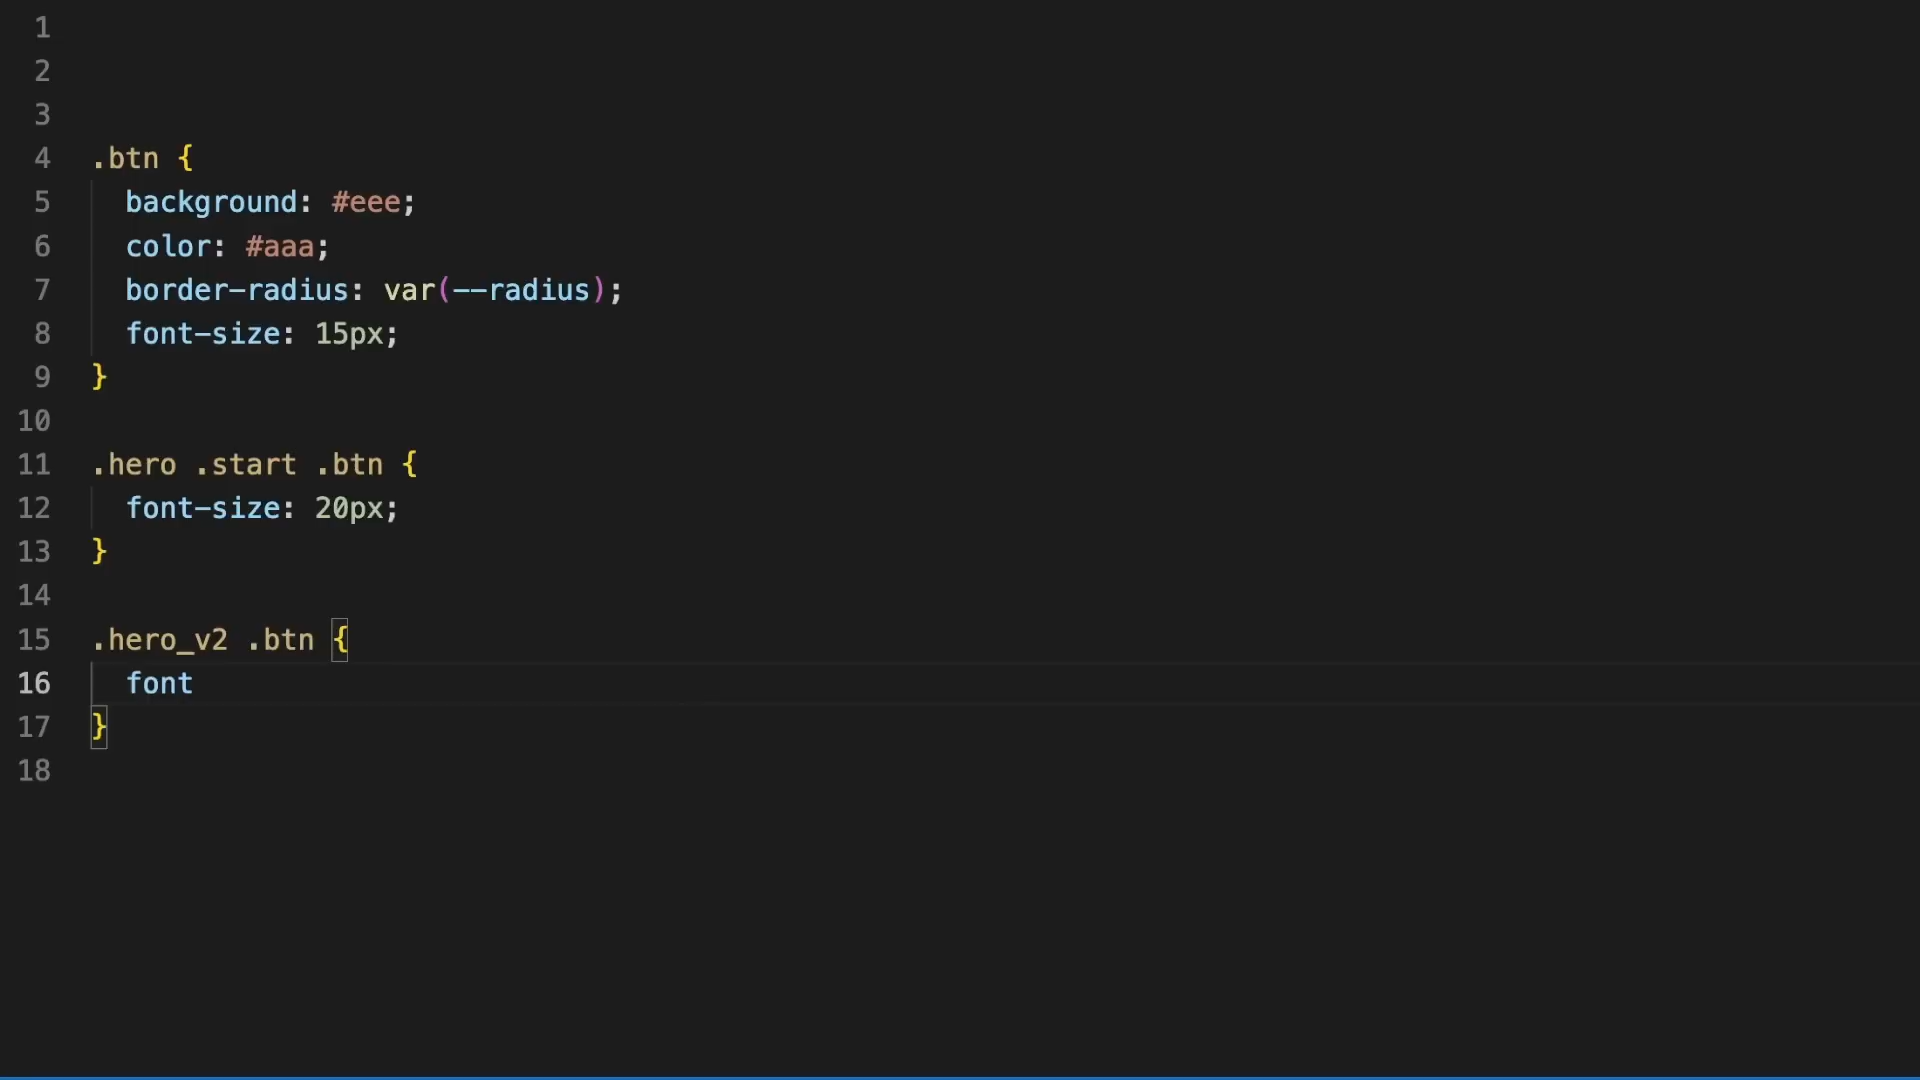 1
2
3
4 .btn {
5 background: #eee;
6 color: #aaa;
7 border-radius: var(--radius);
8 font-size: 15px;
9 }
10
11 .hero .start .btn {
12 font-size: 20px;
13 }
14
15 .hero_v2 .btn {
16 font
17 }
18